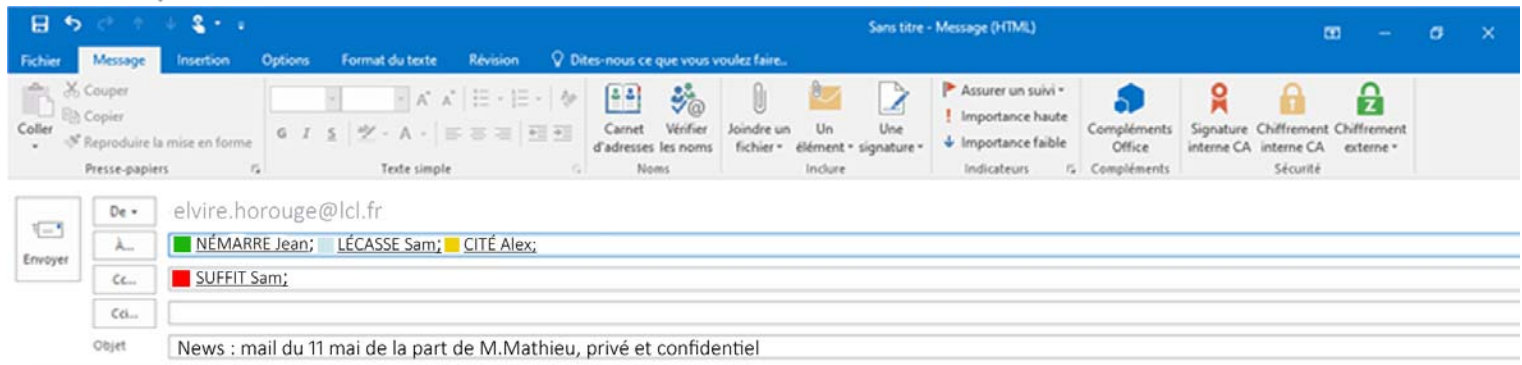 Sans titre - Message (HTML)
Fichier Message Insertion Options Format du texte Révision Dites-nous ce que vous voulez faire...
Coller
Couper
Copier
Reproduire la mise en forme
Presse-papiers
G I S
Texte simple
Carnet d'adresses
Vérifier les noms
Noms
Joindre un fichier
Un élément
Une signature
Inclure
Assurer un suivi
Importance haute
Importance faible
Indicateurs
Compléments Office
Compléments
Signature interne CA
Chiffrement interne CA
Chiffrement externe
Sécurité
Envoyer
De elvire.horouge@lcl.fr
À... NÉMARRE Jean; LÉCASSE Sam; CITÉ Alex;
Cc... SUFFIT Sam;
Cci...
Objet News : mail du 11 mai de la part de M.Mathieu, privé et confidentiel